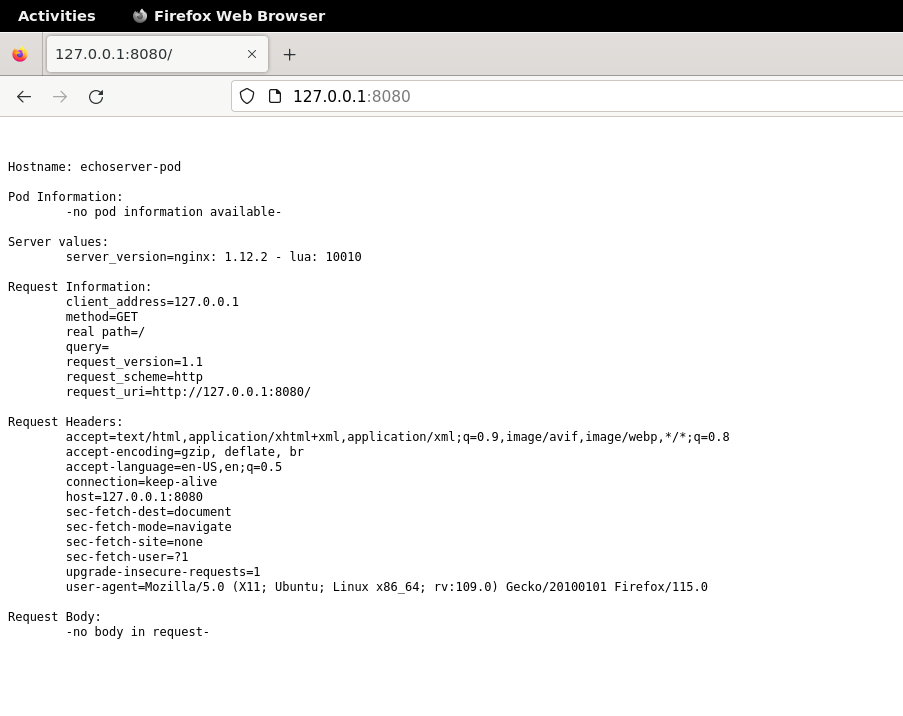 Activities Firefox Web Browser
127.0.0.1:8080/
127.0.0.1:8080
Hostname: echoserver-pod
Pod Information:
-no pod information available-
Server values:
server_version=nginx: 1.12.2 - lua: 10010
Request Information:
client_address=127.0.0.1
method=GET
real path=/
query=
request_version=1.1
request_scheme=http
request_uri=http://127.0.0.1:8080/
Request Headers:
accept=text/html,application/xhtml+xml,application/xml;q=0.9,image/avif,image/webp,*/*;q=0.8
accept-encoding=gzip, deflate, br
accept-language=en-US,en;q=0.5
connection=keep-alive
host=127.0.0.1:8080
sec-fetch-dest=document
sec-fetch-mode=navigate
sec-fetch-site=none
sec-fetch-user=?1
upgrade-insecure-requests=1
user-agent=Mozilla/5.0 (X11; Ubuntu; Linux x86_64; rv:109.0) Gecko/20100101 Firefox/115.0
Request Body:
-no body in request-